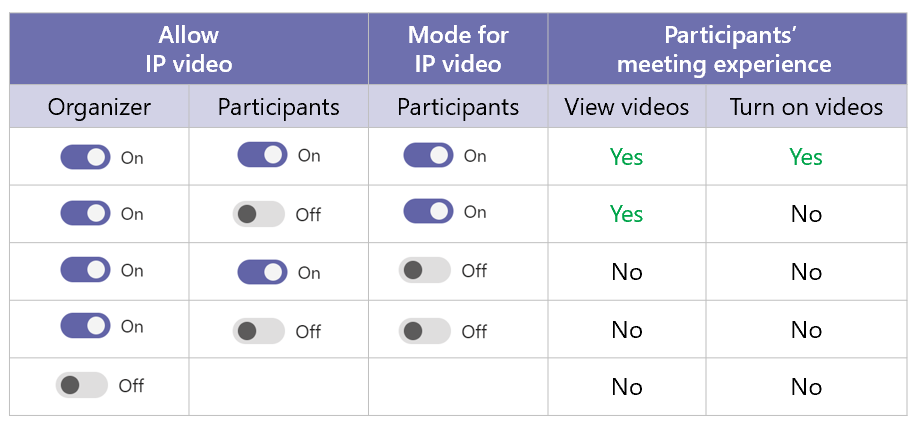 Allow
IP video
Mode for
IP video
Participants’
meeting experience
Organizer Participants Participants View videos Turn on videos
On On On Yes Yes
On Off On Yes No
On On Off No No
On Off Off No No
Off No No